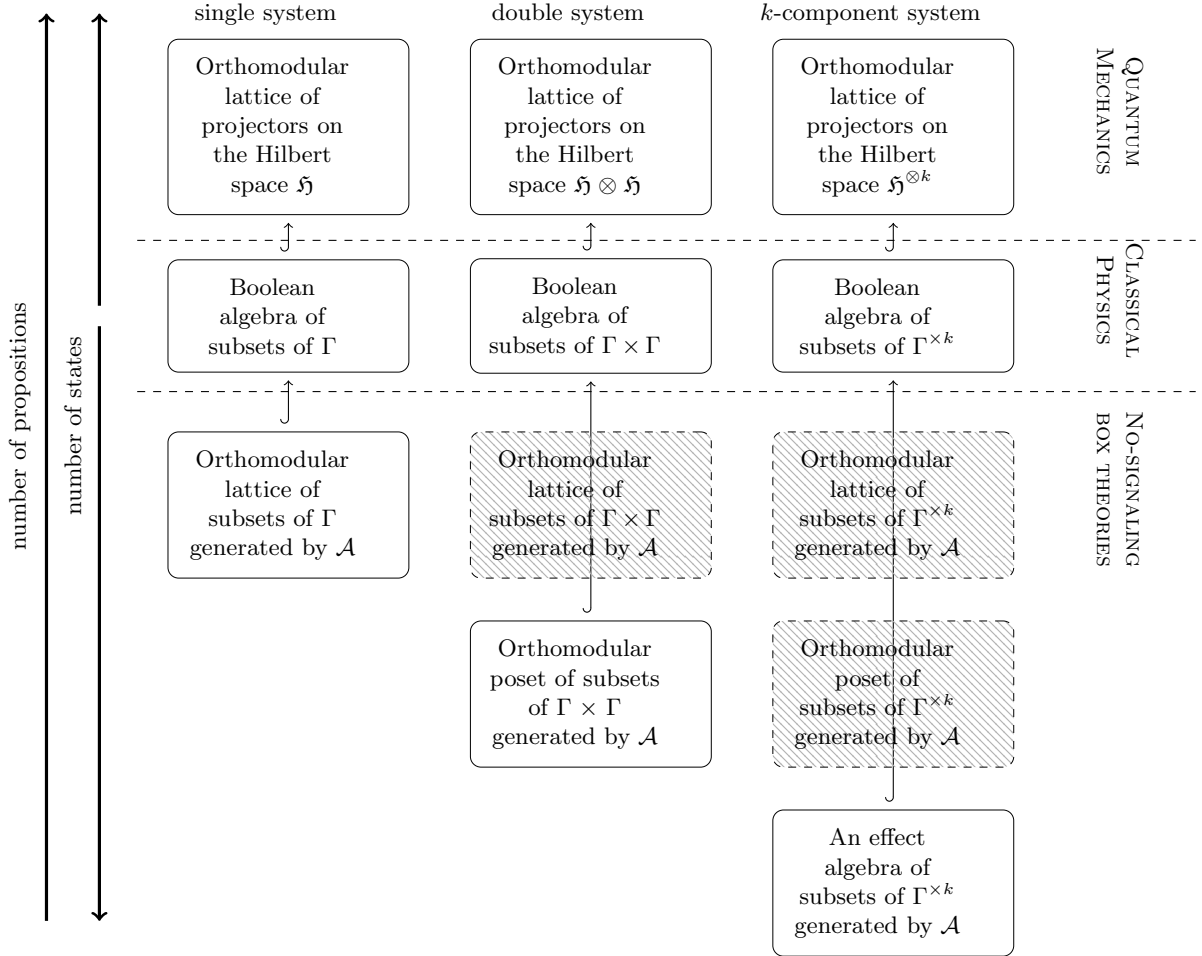 single system
double system
k-component system
Orthomodular
lattice of
projectors on
the Hilbert
space ℌ
Orthomodular
lattice of
projectors on
the Hilbert
space ℌ ⊗ ℌ
Orthomodular
lattice of
projectors on
the Hilbert
space ℌ^{⊗k}
QUANTUM
MECHANICS
Boolean
algebra of
subsets of Γ
Boolean
algebra of
subsets of Γ × Γ
Boolean
algebra of
subsets of Γ^{×k}
CLASSICAL
PHYSICS
number of propositions
number of states
Orthomodular
lattice of
subsets of Γ
generated by 𝒜
Orthomodular
lattice of
subsets of Γ × Γ
generated by 𝒜
Orthomodular
lattice of
subsets of Γ^{×k}
generated by 𝒜
NO-SIGNALING
BOX THEORIES
Orthomodular
poset of subsets
of Γ × Γ
generated by 𝒜
Orthomodular
poset of
subsets of Γ^{×k}
generated by 𝒜
An effect
algebra of
subsets of Γ^{×k}
generated by 𝒜